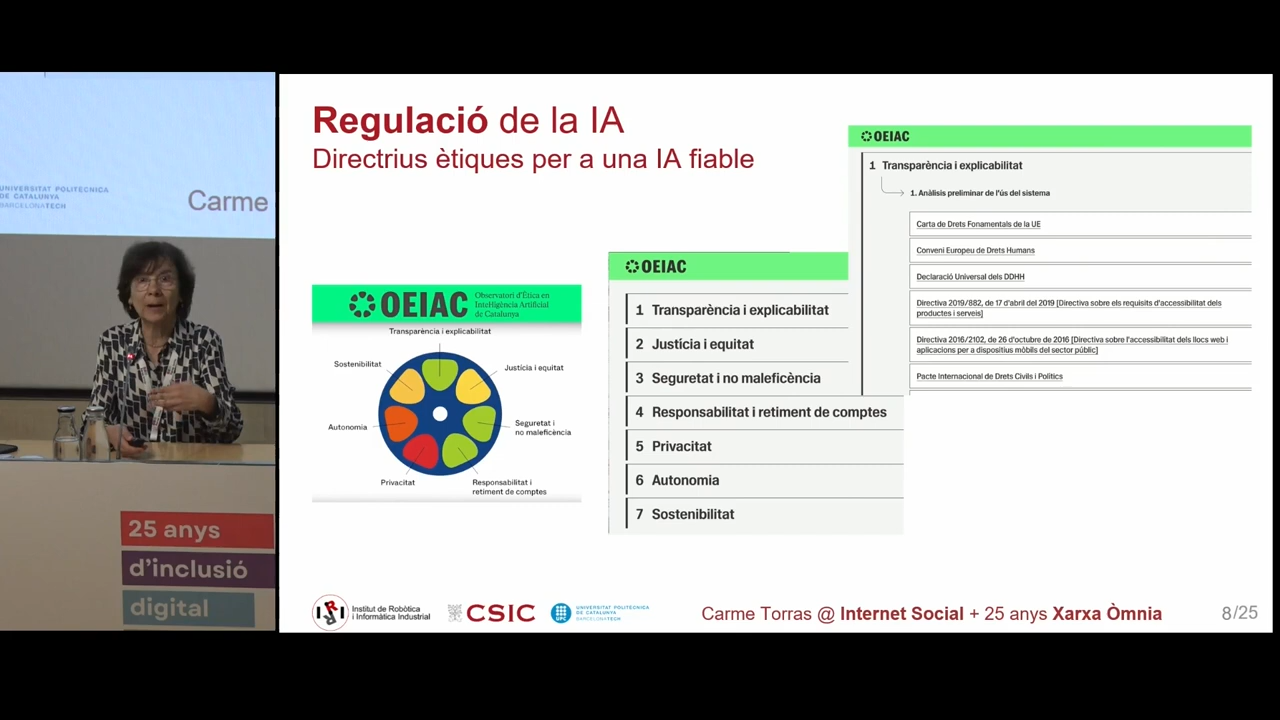 UNIVERSITAT POLITÈCNICA
DE CATALUNYA
BARCELONATECH
Carme
25 anys
d'inclusió
digital
Regulació de la IA
Directrius ètiques per a una IA fiable
OEIAC
Observatori d'Ètica en
Intel·ligència Artificial
de Catalunya
Transparència i explicabilitat
Sostenibilitat
Justícia i equitat
Autonomia
Seguretat i
no maleficència
Privacitat
Responsabilitat i
retiment de comptes
OEIAC
1 Transparència i explicabilitat
2 Justícia i equitat
3 Seguretat i no maleficència
4 Responsabilitat i retiment de comptes
5 Privacitat
6 Autonomia
7 Sostenibilitat
OEIAC
1 Transparència i explicabilitat
1. Anàlisis preliminar de l'ús del sistema
Carta de Drets Fonamentals de la UE
Conveni Europeu de Drets Humans
Declaració Universal dels DDHH
Directiva 2019/882, de 17 d'abril del 2019 [Directiva sobre els requisits d'accessibilitat dels
productes i serveis]
Directiva 2016/2102, de 26 d'octubre de 2016 [Directiva sobre l'accessibilitat dels llocs web i
aplicacions per a dispositius mòbils del sector públic]
Pacte Internacional de Drets Civils i Polítics
IRI
Institut de Robòtica
i Informàtica Industrial
CSIC
UPC
UNIVERSITAT POLITÈCNICA
DE CATALUNYA
BARCELONATECH
Carme Torras @ Internet Social + 25 anys Xarxa Òmnia
8/25